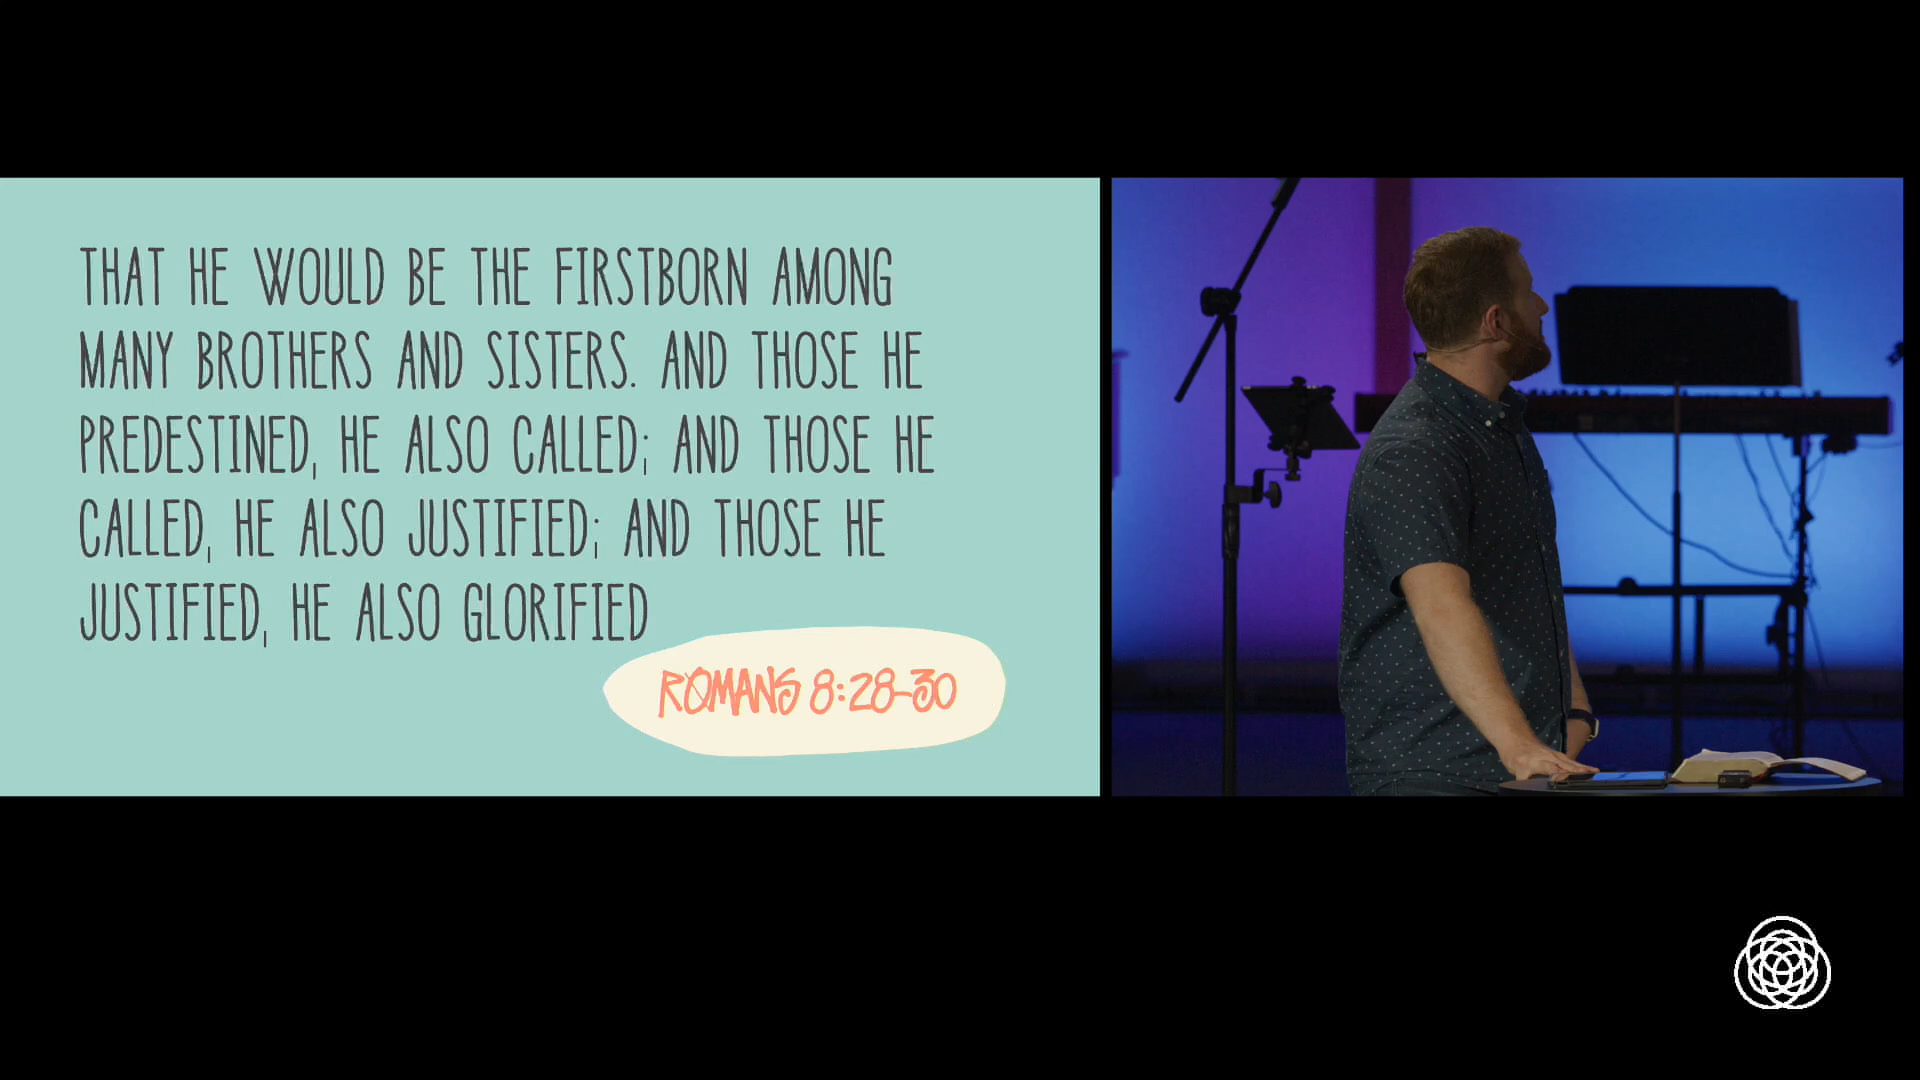 THAT HE WOULD BE THE FIRSTBORN AMONG
MANY BROTHERS AND SISTERS. AND THOSE HE
PREDESTINED, HE ALSO CALLED; AND THOSE HE
CALLED, HE ALSO JUSTIFIED; AND THOSE HE
JUSTIFIED, HE ALSO GLORIFIED
ROMANS 8:28-30